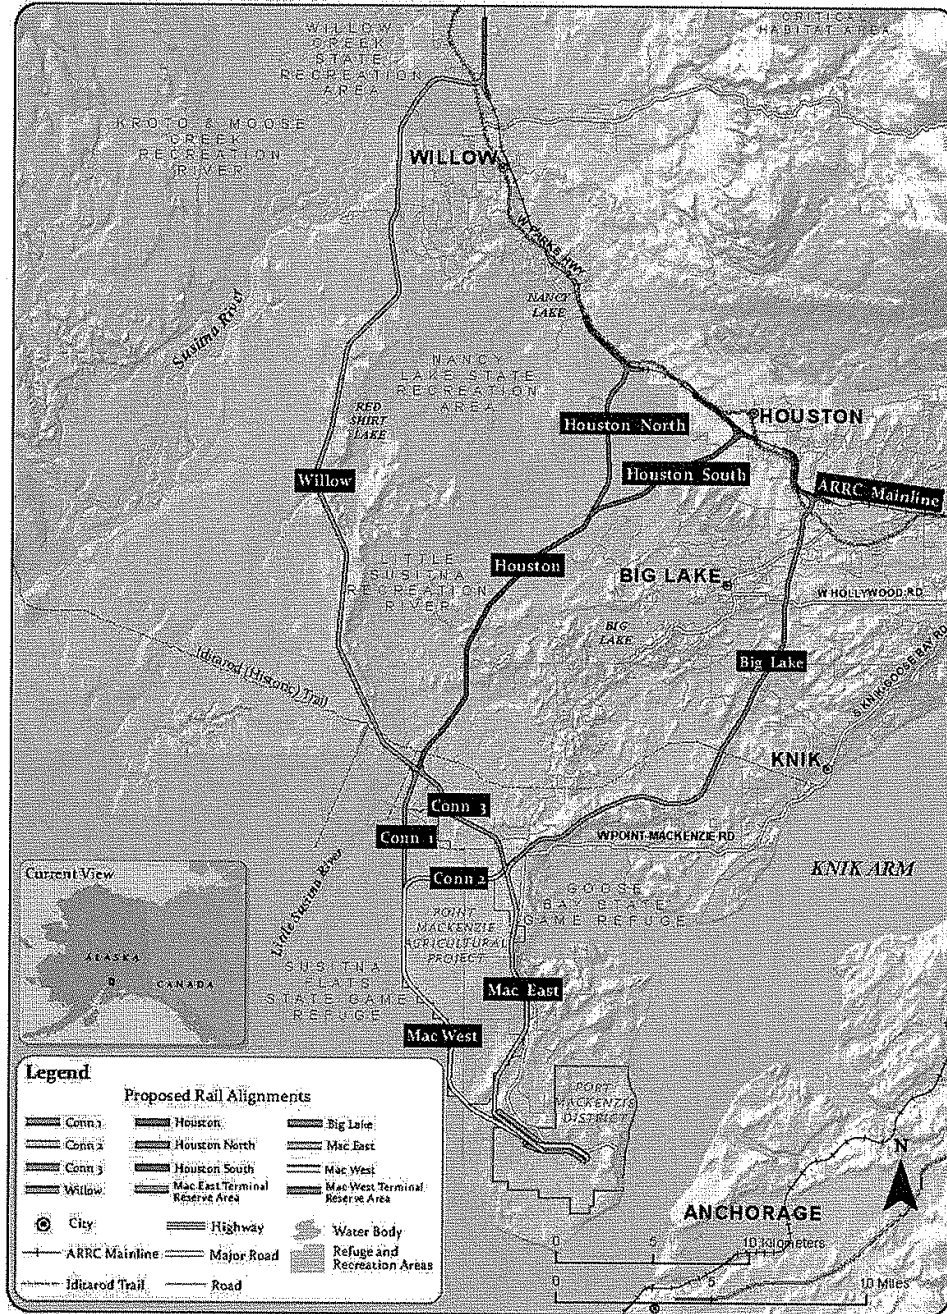 WILLOW
CREEK
STATE
RECREATION
AREA
CRITICAL
HABITAT AREA
KROTO & MOOSE
CREEK
RECREATION
RIVER
WILLOW
W PARKS HWY
NANCY
LAKE
Susitna River
NANCY
LAKE STATE
RECREATION
AREA
RED
SHIRT
LAKE
Houston North
HOUSTON
Houston South
Willow
ARRC Mainline
Houston
LITTLE
SUSITNA
RECREATION
RIVER
BIG LAKE
W HOLLYWOOD RD
BIG
LAKE
Big Lake
S KNIK-GOOSE BAY RD
Iditarod (Historic) Trail
KNIK
Conn 3
Conn 1
W POINT MACKENZIE RD
Conn 2
KNIK ARM
Little Susitna River
GOOSE
BAY STATE
GAME REFUGE
POINT
MACKENZIE
AGRICULTURAL
PROJECT
Current View
ALASKA
CANADA
SUSITNA
FLATS
STATE GAME
REFUGE
Mac East
Mac West
PORT
MACKENZIE
DISTRICT
Legend
Proposed Rail Alignments
Conn 1
Houston
Big Lake
Conn 2
Houston North
Mac East
Conn 3
Houston South
Mac West
Willow
Mac East Terminal
Reserve Area
Mac West Terminal
Reserve Area
City
Highway
Water Body
ARRC Mainline
Major Road
Refuge and
Recreation Areas
Iditarod Trail
Road
N
ANCHORAGE
0 5 10 Kilometers
0 5 10 Miles